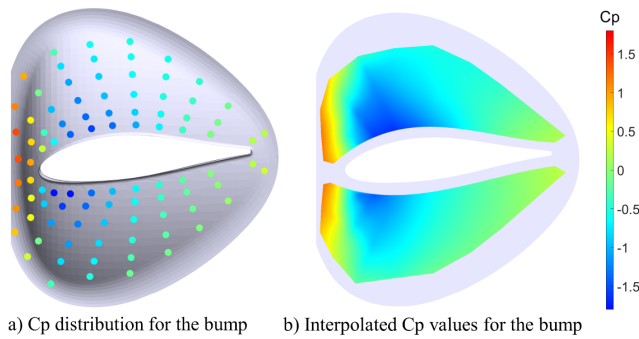 Cp
1.5
1
0.5
0
-0.5
-1
-1.5
a) Cp distribution for the bump
b) Interpolated Cp values for the bump